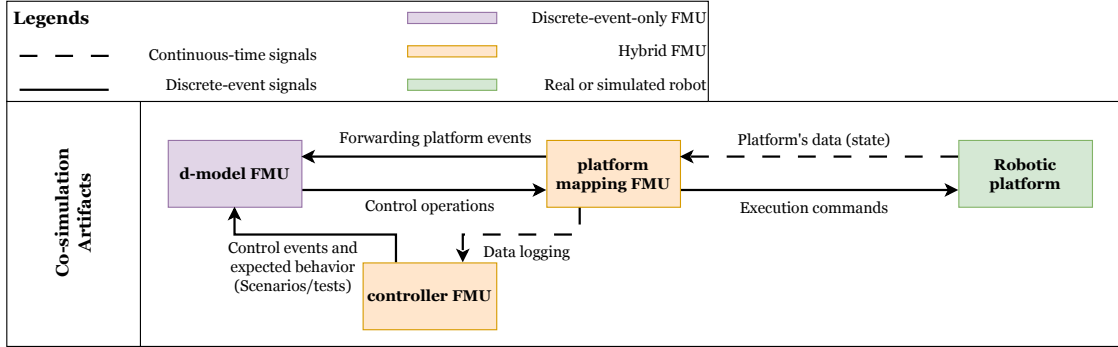 Legends
Continuous-time signals
Discrete-event signals
Discrete-event-only FMU
Hybrid FMU
Real or simulated robot
Co-simulation
Artifacts
Forwarding platform events
Platform's data (state)
d-model FMU
platform
mapping FMU
Robotic
platform
Control operations
Execution commands
Control events and
expected behavior
(Scenarios/tests)
Data logging
controller FMU